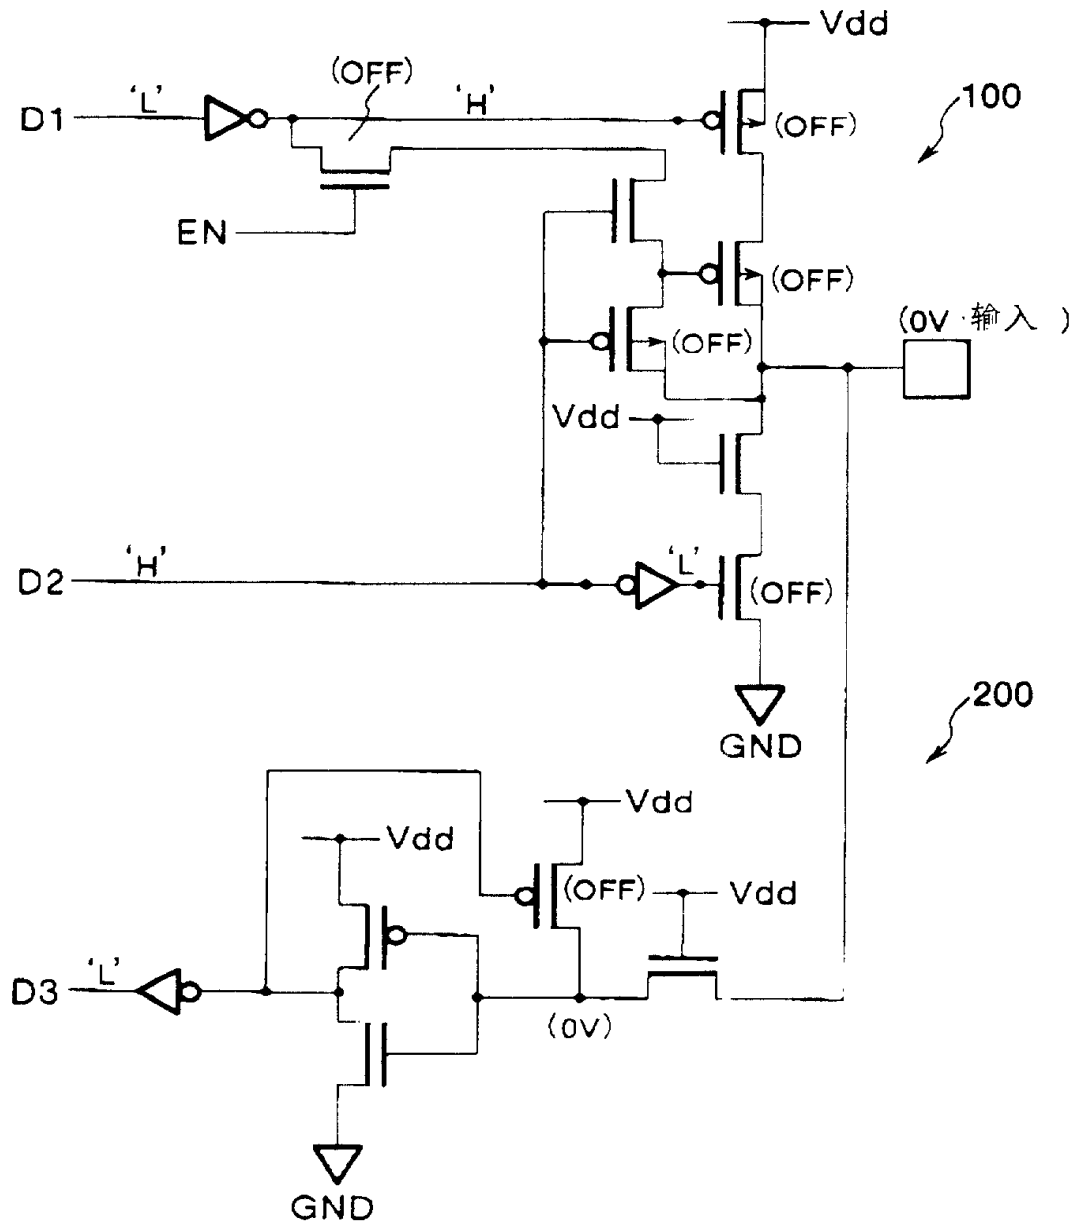 Vdd
(OFF)
D1 'L' 'H' (OFF) 100
EN
(OFF)
(0V·输入)
(OFF)
Vdd
D2 'H' 'L' (OFF)
200
GND
Vdd
Vdd (OFF) Vdd
D3 'L'
(0V)
GND